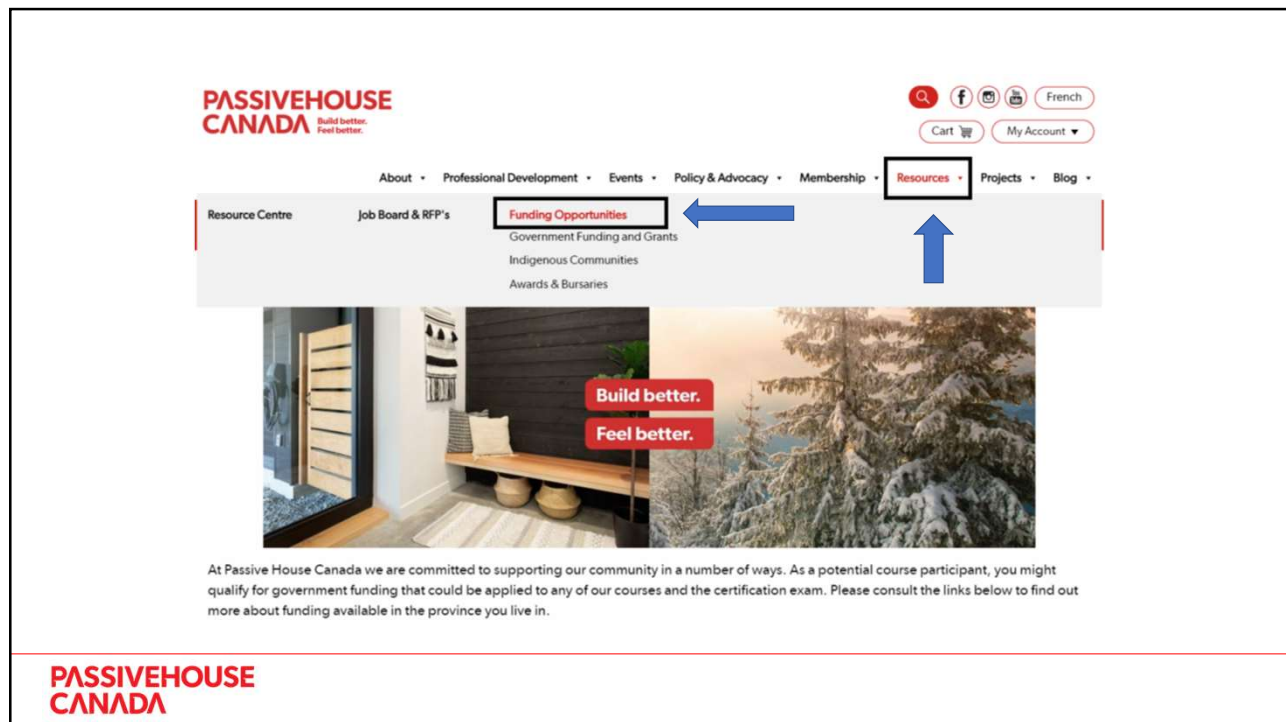 PASSIVEHOUSE
CANADA Build better.
Feel better.
French
Cart
My Account
About
Professional Development
Events
Policy & Advocacy
Membership
Resources
Projects
Blog
Resource Centre
Job Board & RFP's
Funding Opportunities
Government Funding and Grants
Indigenous Communities
Awards & Bursaries
Build better.
Feel better.
At Passive House Canada we are committed to supporting our community in a number of ways. As a potential course participant, you might
qualify for government funding that could be applied to any of our courses and the certification exam. Please consult the links below to find out
more about funding available in the province you live in.
PASSIVEHOUSE
CANADA